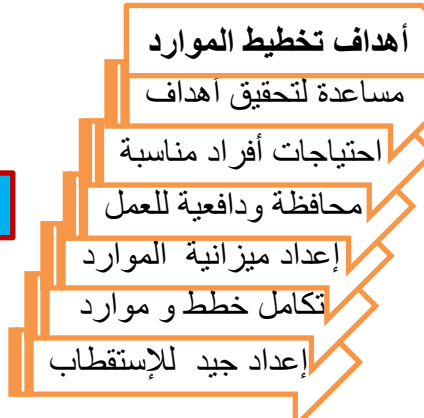 أهداف تخطيط الموارد
مساعدة لتحقيق أهداف
احتياجات أفراد مناسبة
محافظة ودافعية للعمل
إعداد ميزانية الموارد
تكامل خطط و موارد
إعداد جيد للإستقطاب